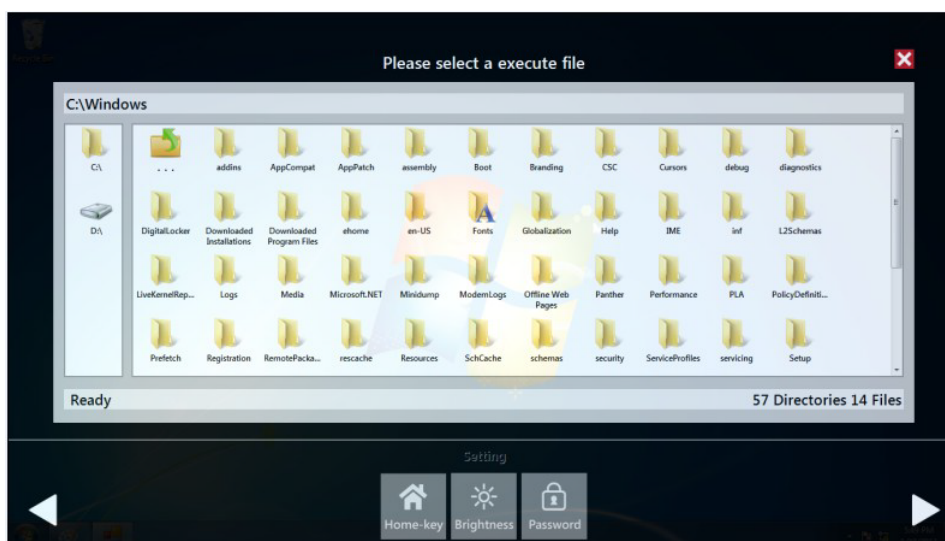 Please select a execute file
C:\Windows
C:\
. . .
addins
AppCompat
AppPatch
assembly
Boot
Branding
CSC
Cursors
debug
diagnostics
D:\
DigitalLocker
Downloaded
Installations
Downloaded
Program Files
ehome
en-US
Fonts
Globalization
Help
IME
inf
L2Schemas
LiveKernelRep...
Logs
Media
Microsoft.NET
Minidump
ModemLogs
Offline Web
Pages
Panther
Performance
PLA
PolicyDefiniti...
Prefetch
Registration
RemotePacka...
rescache
Resources
SchCache
schemas
security
ServiceProfiles
servicing
Setup
Ready
57 Directories 14 Files
Setting
Home-key
Brightness
Password